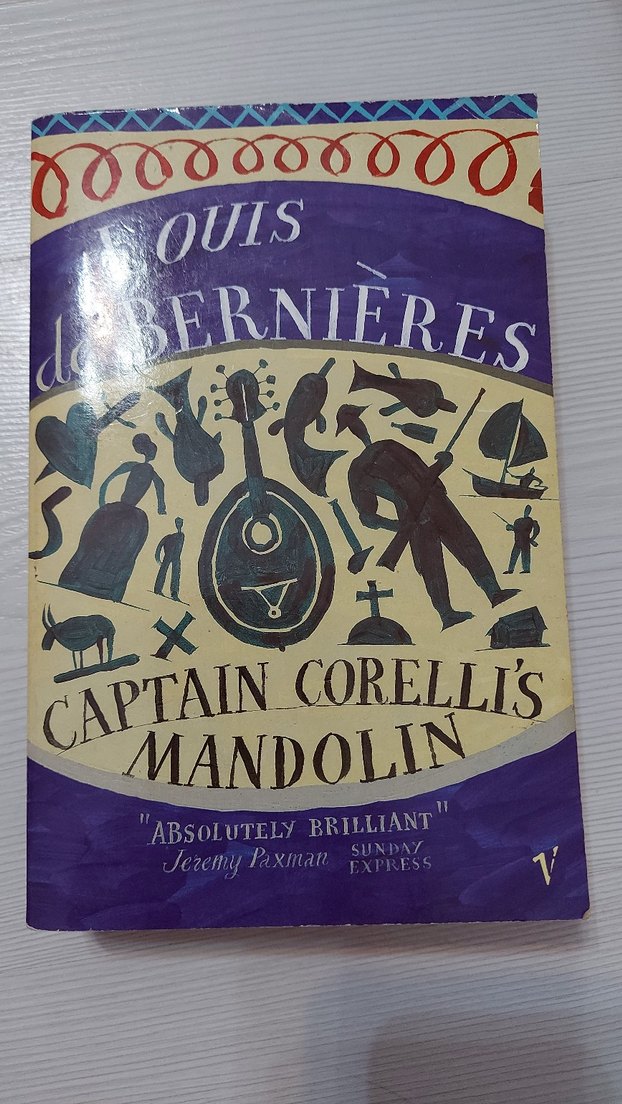 LOUIS
de BERNIÈRES
CAPTAIN CORELLI'S
MANDOLIN
"ABSOLUTELY BRILLIANT"
Jeremy Paxman SUNDAY
EXPRESS
V